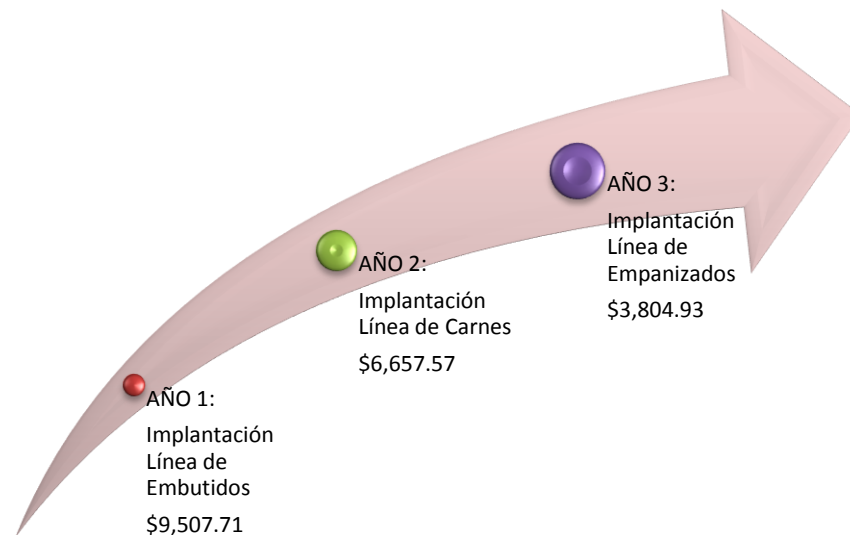 AÑO 1:
Implantación
Línea de
Embutidos
$9,507.71
AÑO 2:
Implantación
Línea de Carnes
$6,657.57
AÑO 3:
Implantación
Línea de
Empanizados
$3,804.93